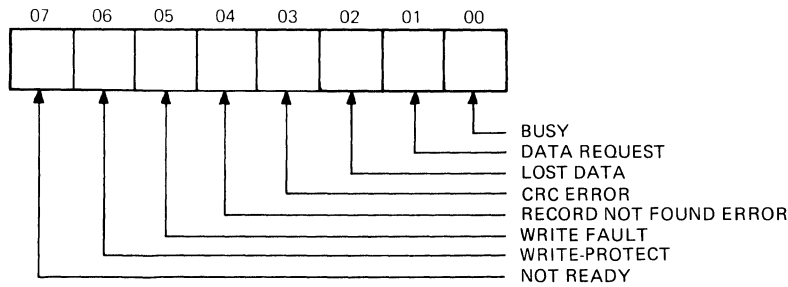 07 06 05 04 03 02 01 00
BUSY
DATA REQUEST
LOST DATA
CRC ERROR
RECORD NOT FOUND ERROR
WRITE FAULT
WRITE-PROTECT
NOT READY